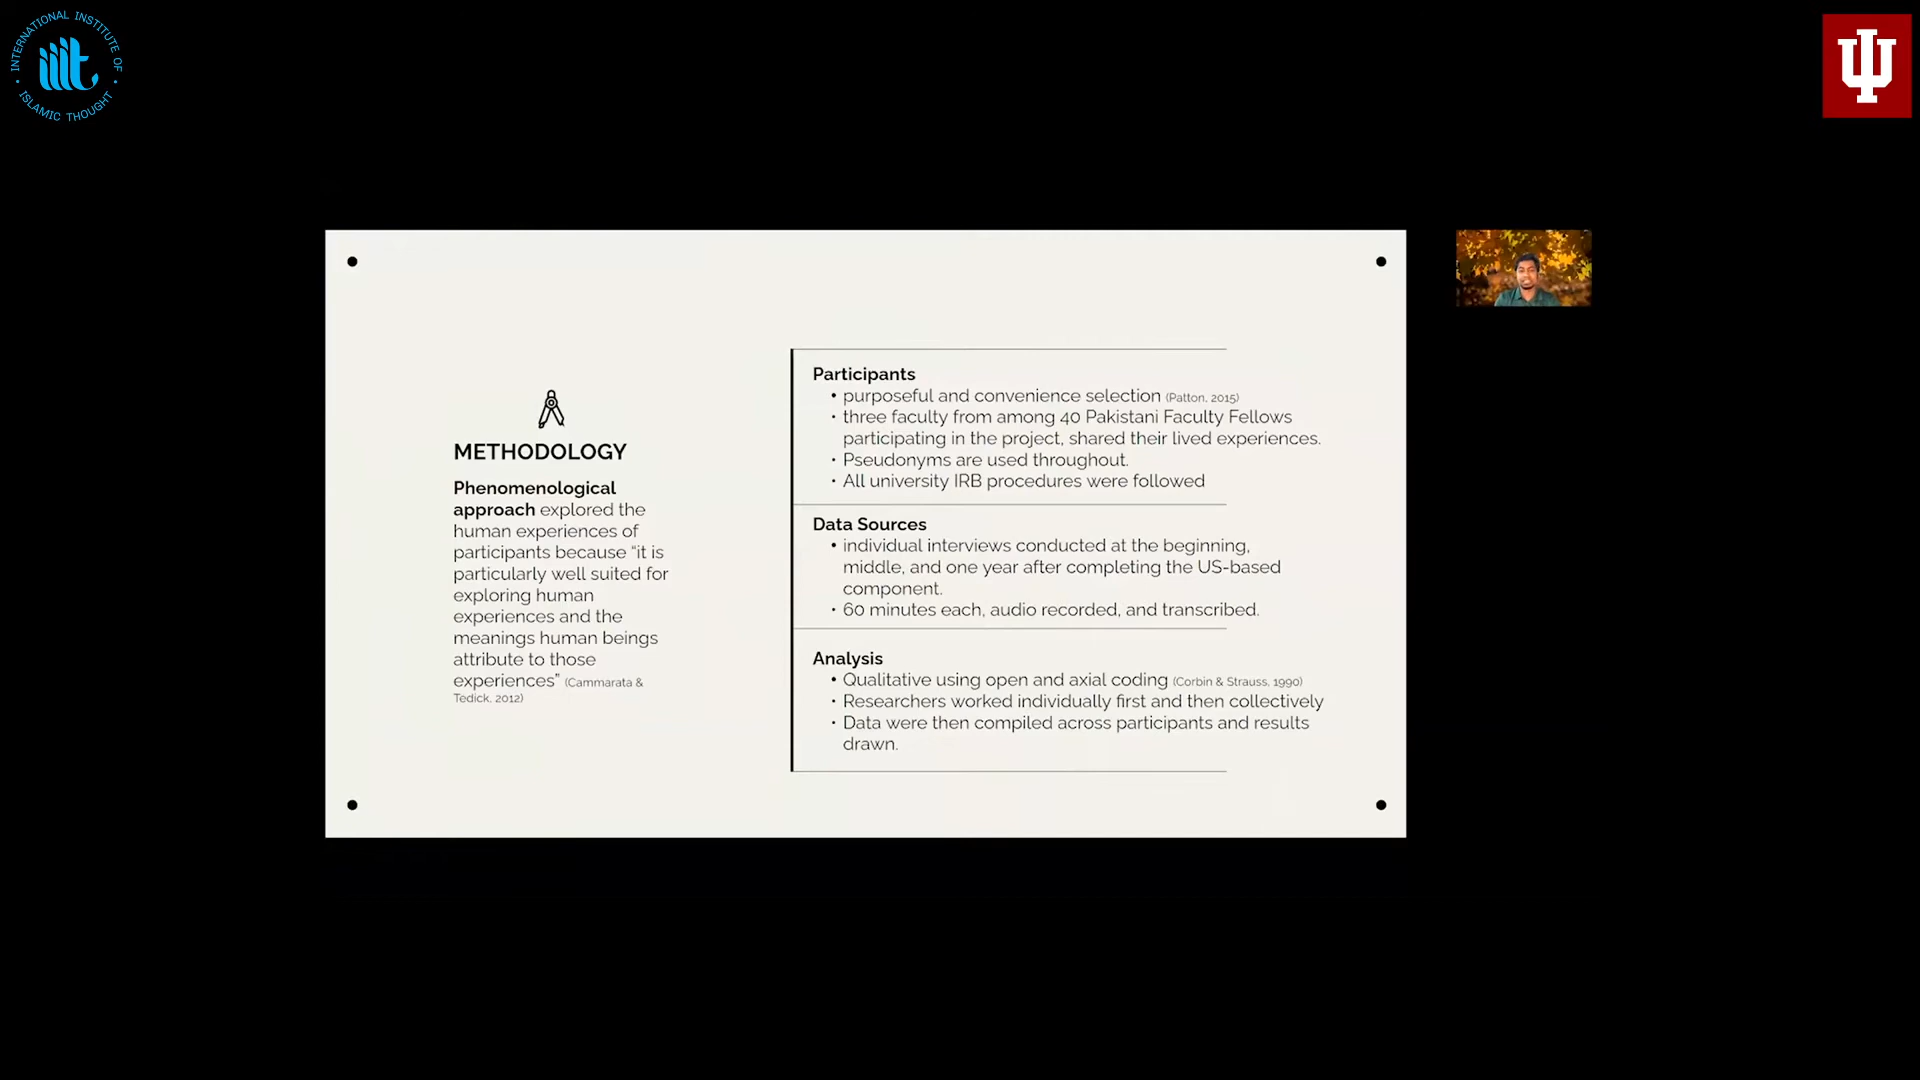 INTERNATIONAL INSTITUTE OF
ISLAMIC THOUGHT
iiit
METHODOLOGY
Phenomenological
approach explored the
human experiences of
participants because “it is
particularly well suited for
exploring human
experiences and the
meanings human beings
attribute to those
experiences” (Cammarata &
Tedick, 2012)
Participants
• purposeful and convenience selection (Patton, 2015)
• three faculty from among 40 Pakistani Faculty Fellows
participating in the project, shared their lived experiences.
• Pseudonyms are used throughout.
• All university IRB procedures were followed
Data Sources
• individual interviews conducted at the beginning,
middle, and one year after completing the US-based
component.
• 60 minutes each, audio recorded, and transcribed.
Analysis
• Qualitative using open and axial coding (Corbin & Strauss, 1990)
• Researchers worked individually first and then collectively
• Data were then compiled across participants and results
drawn.